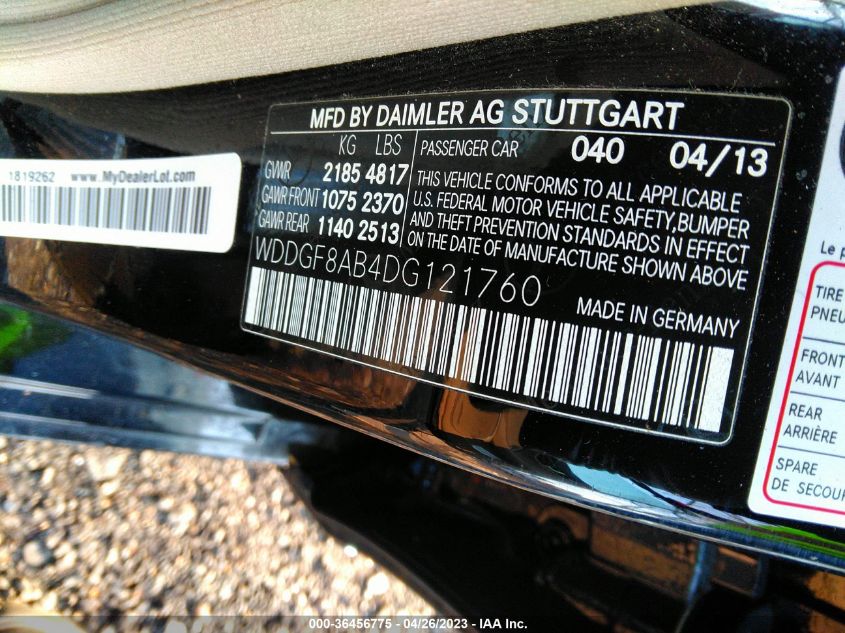 MFD BY DAIMLER AG STUTTGART
KG LBS
GVWR 2185 4817
GAWR FRONT 1075 2370
GAWR REAR 1140 2513
PASSENGER CAR 040 04/13
THIS VEHICLE CONFORMS TO ALL APPLICABLE
U.S. FEDERAL MOTOR VEHICLE SAFETY, BUMPER
AND THEFT PREVENTION STANDARDS IN EFFECT
ON THE DATE OF MANUFACTURE SHOWN ABOVE
WDDGF8AB4DG121760
MADE IN GERMANY
1819262 www.MyDealerLot.com
Le
TIRE
FRONT
AVANT
REAR
ARRIÈRE
SPARE
DE
000-36456775 - 04/26/2023 - IAA Inc.